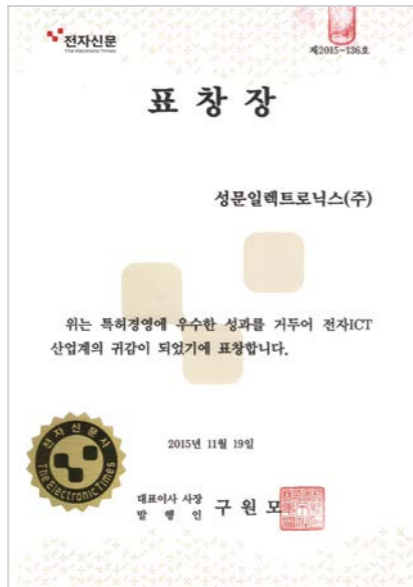 전자신문
The Electronic Times
제2015-136호
표 창 장
성문일렉트로닉스(주)
위는 특허경영에 우수한 성과를 거두어 전자ICT
산업계의 귀감이 되었기에 표창합니다.
2015년 11월 19일
전자신문사
The Electronic Times
대표이사 사장
발 행 인 구 원 모